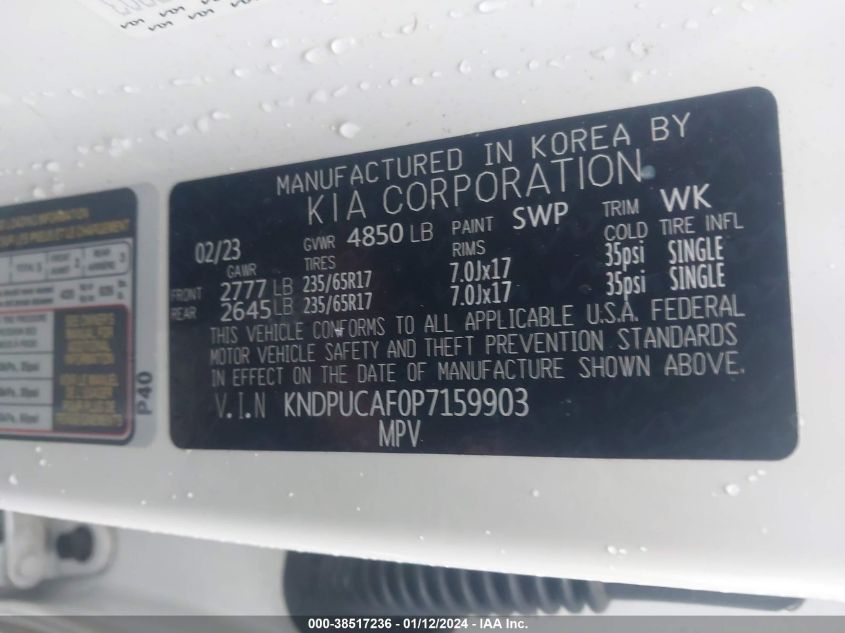 MANUFACTURED IN KOREA BY
KIA CORPORATION
02/23 GVWR 4850 LB PAINT SWP TRIM WK
GAWR TIRES RIMS COLD TIRE INFL
FRONT 2777 LB 235/65R17 7.0Jx17 35psi SINGLE
REAR 2645 LB 235/65R17 7.0Jx17 35psi SINGLE
THIS VEHICLE CONFORMS TO ALL APPLICABLE U.S.A. FEDERAL
MOTOR VEHICLE SAFETY AND THEFT PREVENTION STANDARDS
IN EFFECT ON THE DATE OF MANUFACTURE SHOWN ABOVE.
V.I.N KNDPUCAF0P7159903
MPV
P40
000-38517236 - 01/12/2024 - IAA Inc.